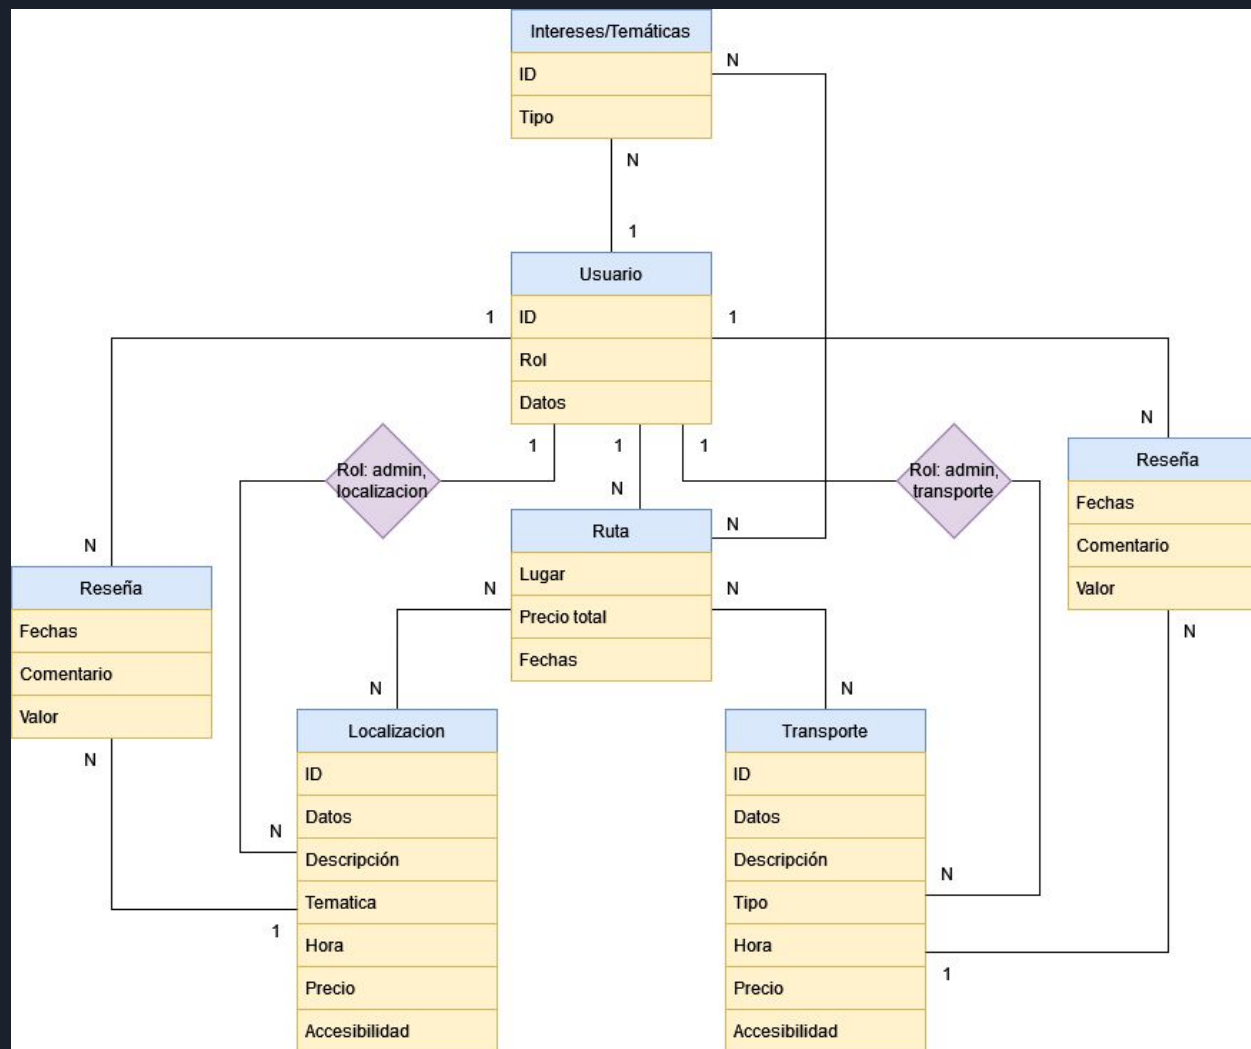 Intereses/Temáticas
N
ID
Tipo
N
1
Usuario
1
ID
1
Rol
Datos
N
1
1
1
Rol: admin,
localizacion
Rol: admin,
transporte
Reseña
Fechas
Comentario
Valor
N
N
Ruta
N
Lugar
Precio total
Fechas
N
N
N
Reseña
Fechas
Comentario
Valor
N
N
N
N
Localizacion
ID
Datos
Descripción
Tematica
Hora
Precio
Accesibilidad
N
1
Transporte
ID
Datos
Descripción
Tipo
Hora
Precio
Accesibilidad
N
1